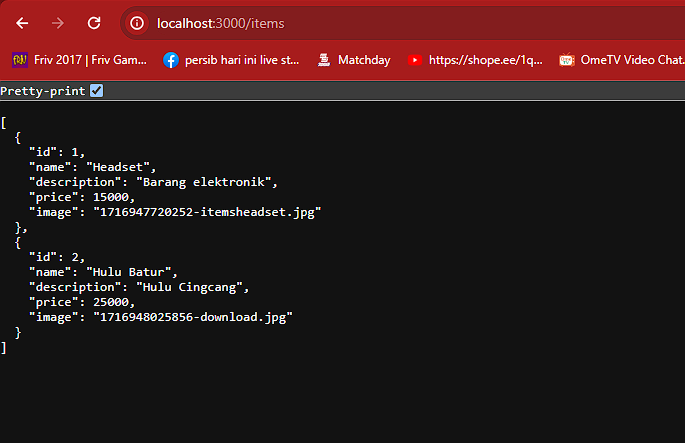 localhost:3000/items
Friv 2017 | Friv Gam... persib hari ini live st... Matchday https://shope.ee/1q... OmeTV Video Chat.
Pretty-print
[
  {
    "id": 1,
    "name": "Headset",
    "description": "Barang elektronik",
    "price": 15000,
    "image": "1716947720252-itemsheadset.jpg"
  },
  {
    "id": 2,
    "name": "Hulu Batur",
    "description": "Hulu Cingcang",
    "price": 25000,
    "image": "1716948025856-download.jpg"
  }
]